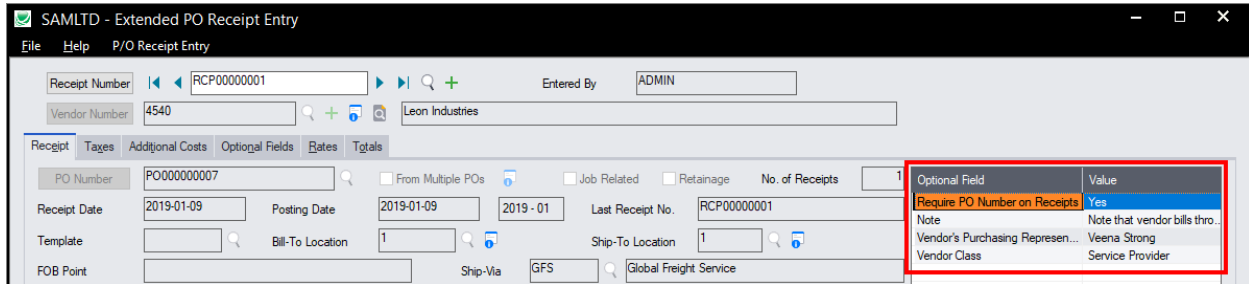 SAMLTD - Extended PO Receipt Entry
File Help P/O Receipt Entry
Receipt Number RCP00000001 Entered By ADMIN
Vendor Number 4540 Leon Industries
Receipt Taxes Additional Costs Optional Fields Rates Totals
PO Number PO000000007 From Multiple POs Job Related Retainage No. of Receipts 1
Optional Field Value
Require PO Number on Receipts Yes
Receipt Date 2019-01-09 Posting Date 2019-01-09 2019 - 01 Last Receipt No. RCP00000001
Note Note that vendor bills thro...
Vendor's Purchasing Represen... Veena Strong
Template Bill-To Location 1 Ship-To Location 1
Vendor Class Service Provider
FOB Point Ship-Via GFS Global Freight Service